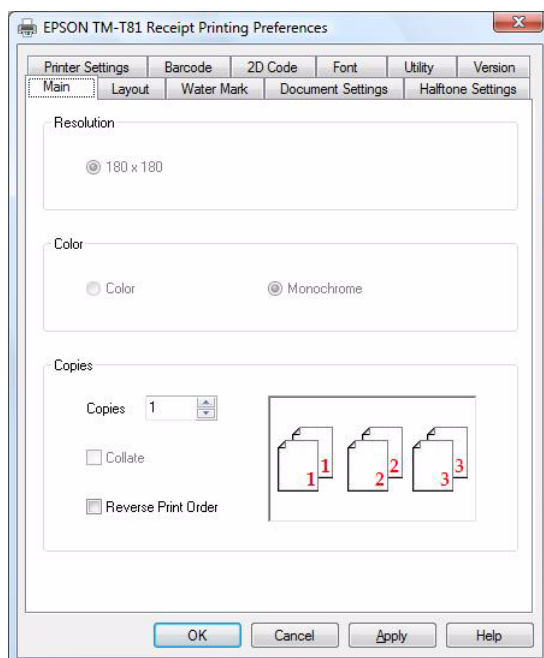 EPSON TM-T81 Receipt Printing Preferences
Printer Settings Barcode 2D Code Font Utility Version
Main Layout Water Mark Document Settings Halftone Settings
Resolution
180 x 180
Color
Color Monochrome
Copies
Copies 1
Collate
Reverse Print Order
1 1 2 2 3 3
OK Cancel Apply Help